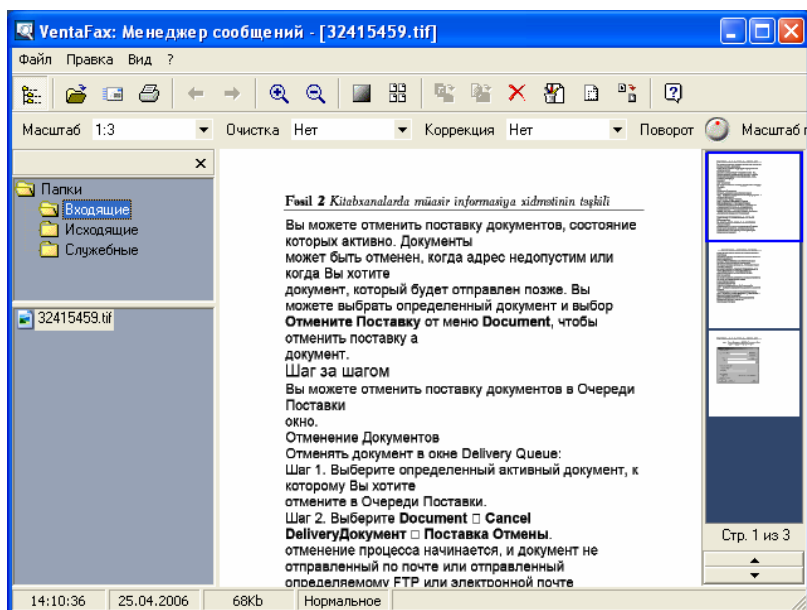 VentaFax: Менеджер сообщений - [32415459.tif]
Файл Правка Вид ?
Масштаб 1:3 Очистка Нет Коррекция Нет Поворот Масштаб
Папки
Входящие
Исходящие
Служебные
32415459.tif
Fəsil 2 Kitabxanalarda müasir informasiya xidmətinin təşkili
Вы можете отменить поставку документов, состояние
которых активно. Документы
может быть отменен, когда адрес недопустим или
когда Вы хотите
документ, который будет отправлен позже. Вы
можете выбрать определенный документ и выбор
Отмените Поставку от меню Document, чтобы
отменить поставку а
документ.
Шаг за шагом
Вы можете отменить поставку документов в Очереди
Поставки
окно.
Отменение Документов
Отменять документ в окне Delivery Queue:
Шаг 1. Выберите определенный активный документ, к
которому Вы хотите
отмените в Очереди Поставки.
Шаг 2. Выберите Document □ Cancel
DeliveryДокумент □ Поставка Отмены.
отменение процесса начинается, и документ не
отправленный по почте или отправленный
определяемому FTP или электронной почте
Стр. 1 из 3
14:10:36 25.04.2006 68Kb Нормальное